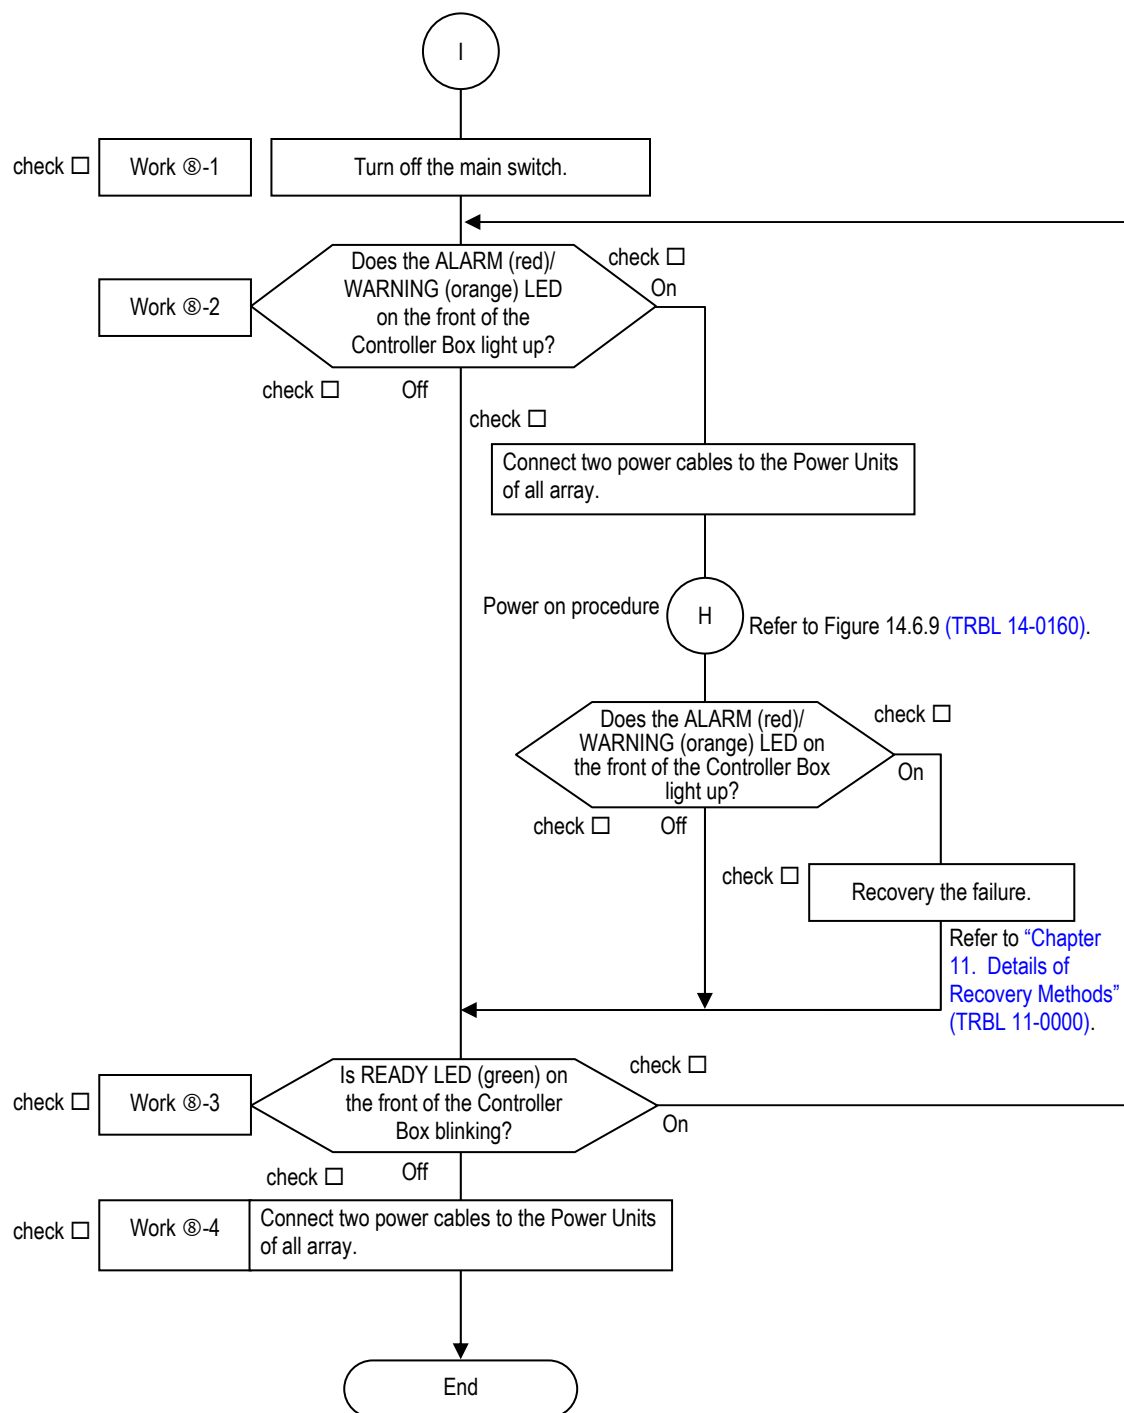 I
check □
Work ⑧-1
Turn off the main switch.
Does the ALARM (red)/
WARNING (orange) LED
on the front of the
Controller Box light up?
check □
On
Work ⑧-2
check □
Off
check □
Connect two power cables to the Power Units
of all array.
Power on procedure
H
Refer to Figure 14.6.9 (TRBL 14-0160).
Does the ALARM (red)/
WARNING (orange) LED on
the front of the Controller Box
light up?
check □
On
check □
Off
check □
Recovery the failure.
Refer to “Chapter
11. Details of
Recovery Methods”
(TRBL 11-0000).
check □
Work ⑧-3
Is READY LED (green) on
the front of the Controller
Box blinking?
check □
On
check □
Off
check □
Work ⑧-4
Connect two power cables to the Power Units
of all array.
End